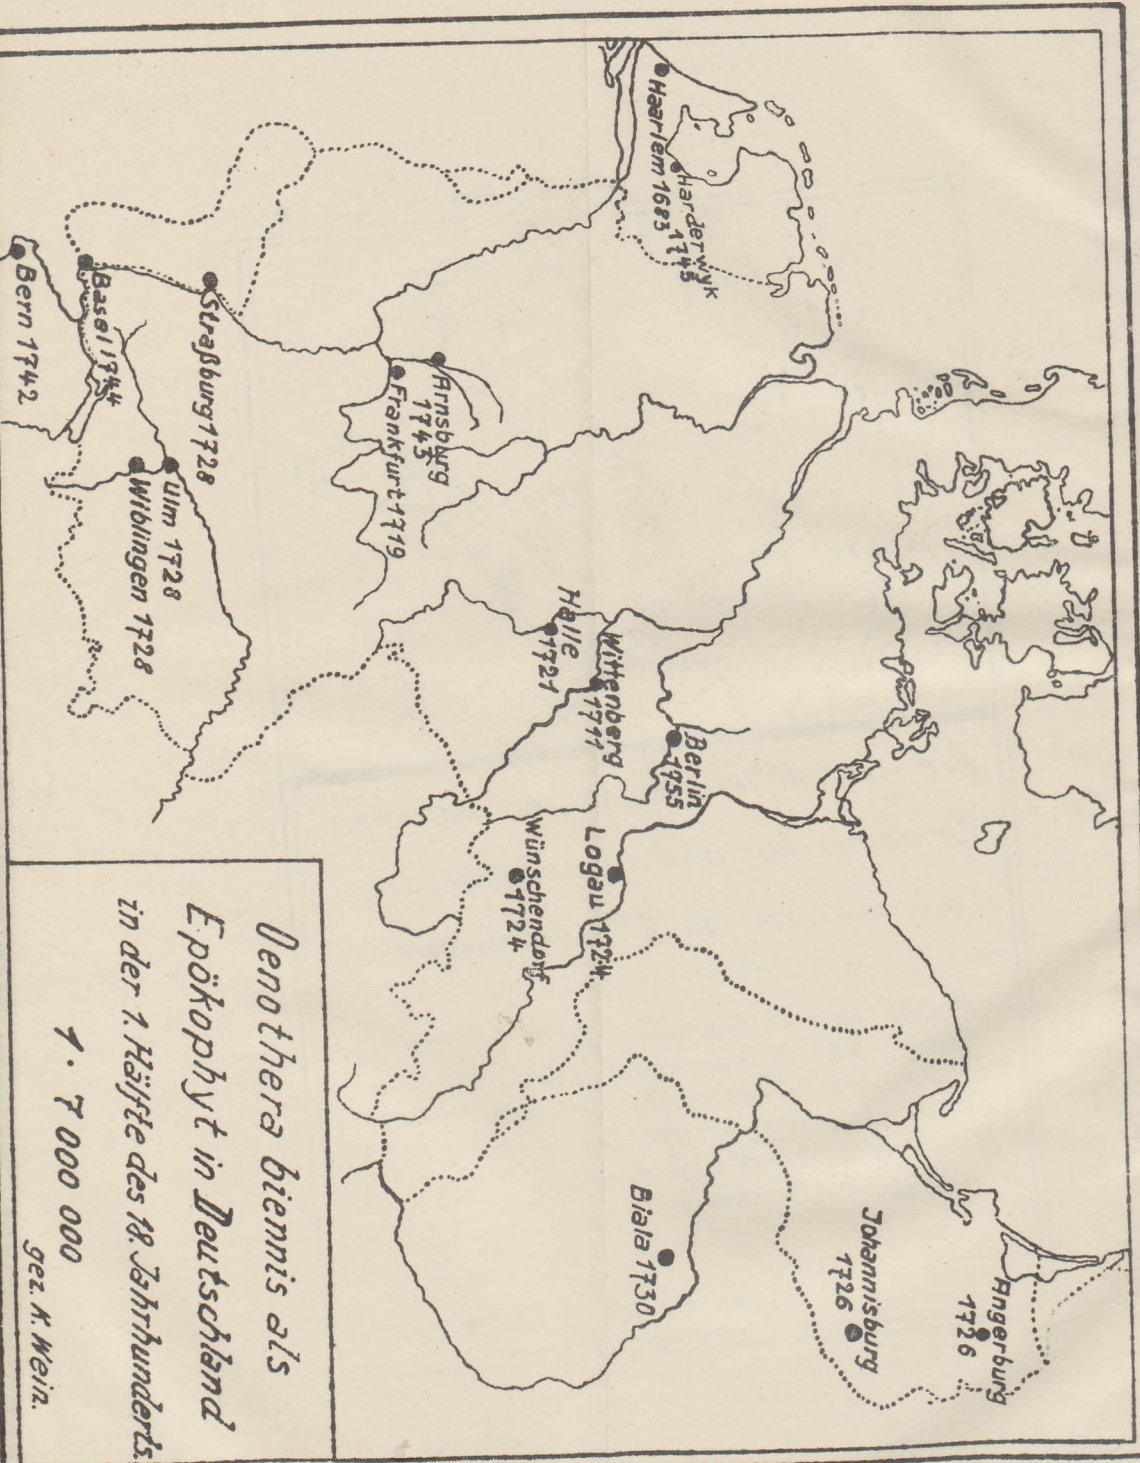 Haarlem 1683
Harderwyk
1745
Arnsburg
1743
Frankfurt 1719
Straßburg 1728
Basel 1744
Bern 1742
Ulm 1728
Wiblingen 1728
Halle
1721
Wittenberg
1711
Berlin
1755
Logau 1724
Wünschendorf
1724
Biala 1730
Johannisburg
1726
Angerburg
1726
Oenothera biennis als
Epökophyt in Deutschland
in der 1. Hälfte des 18. Jahrhunderts.
1 · 7 000 000
gez. K. Wein.